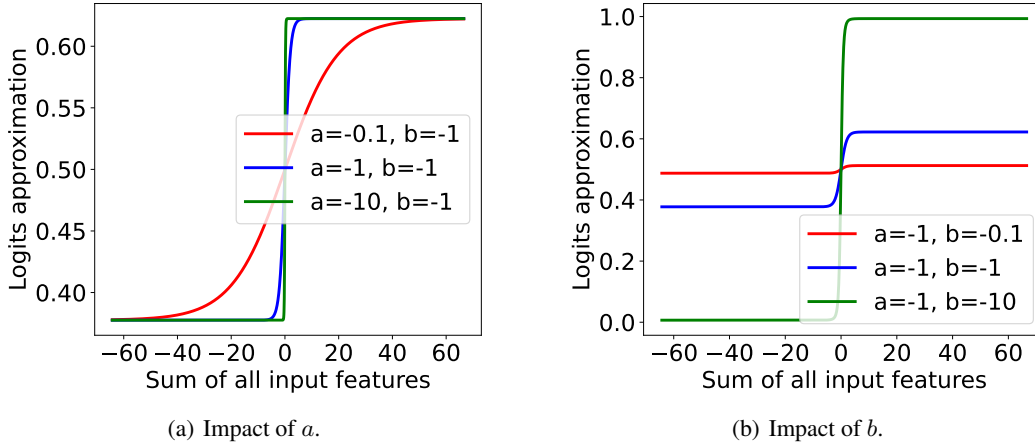 0.60
0.55
0.50
0.45
0.40
Logits approximation
a=-0.1, b=-1
a=-1, b=-1
a=-10, b=-1
−60 −40 −20 0 20 40 60
Sum of all input features
(a) Impact of a.
1.0
0.8
0.6
0.4
0.2
0.0
Logits approximation
a=-1, b=-0.1
a=-1, b=-1
a=-1, b=-10
−60 −40 −20 0 20 40 60
Sum of all input features
(b) Impact of b.